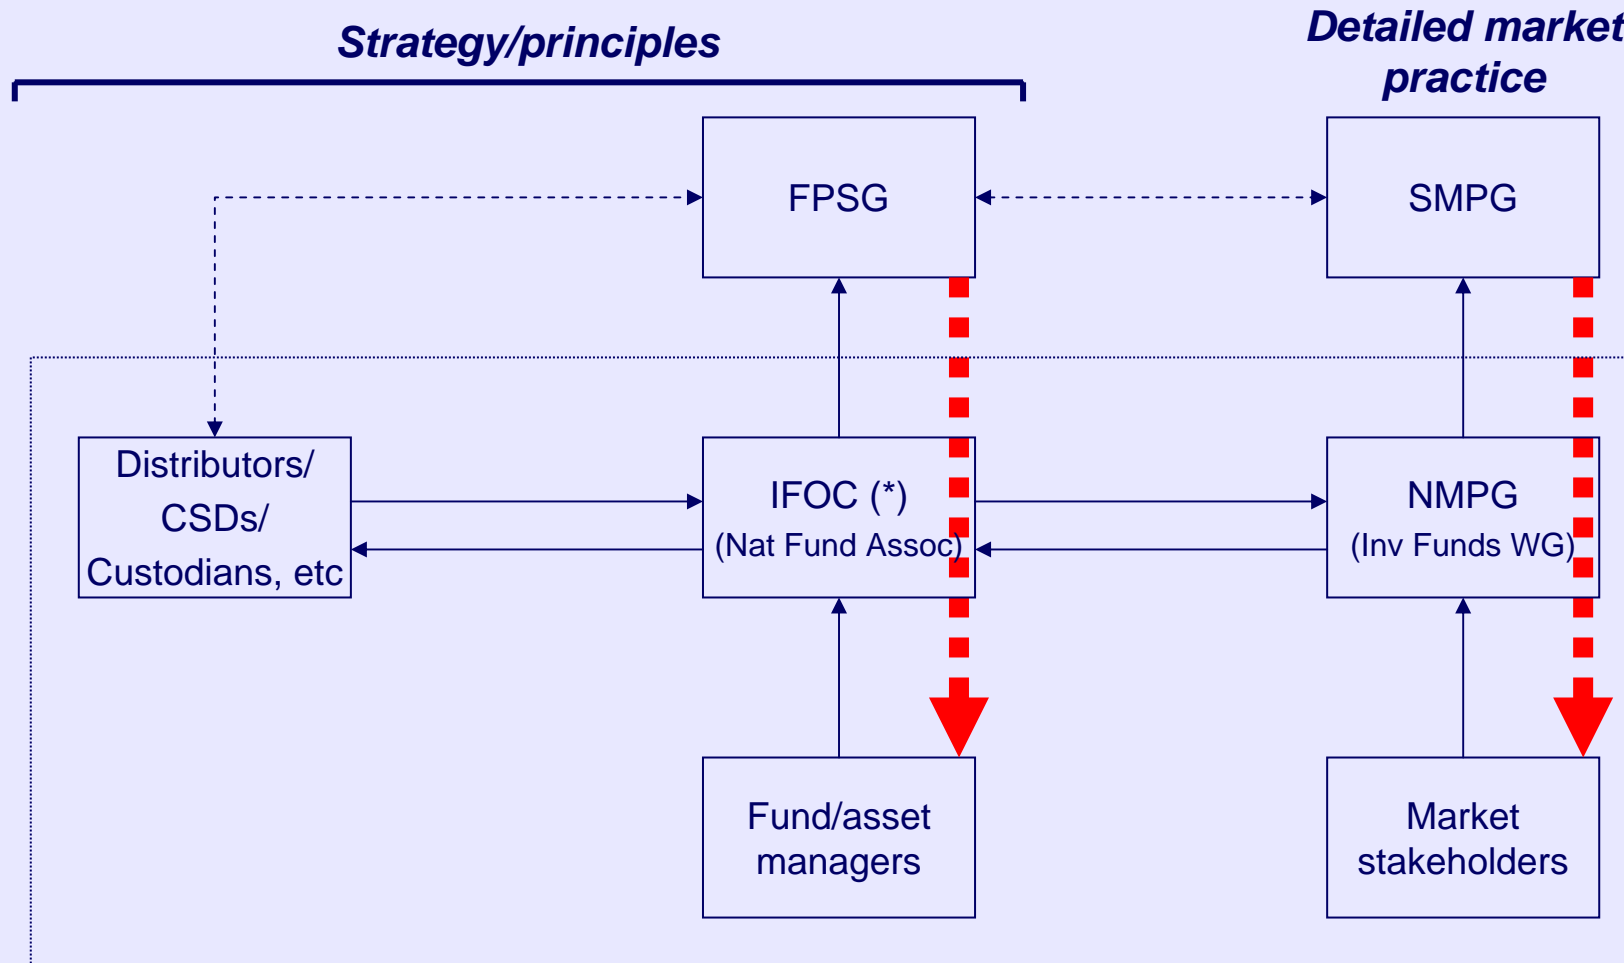 Strategy/principles
Detailed market
practice
FPSG
SMPG
Distributors/
CSDs/
Custodians, etc
IFOC (*)
(Nat Fund Assoc)
NMPG
(Inv Funds WG)
Fund/asset
managers
Market
stakeholders